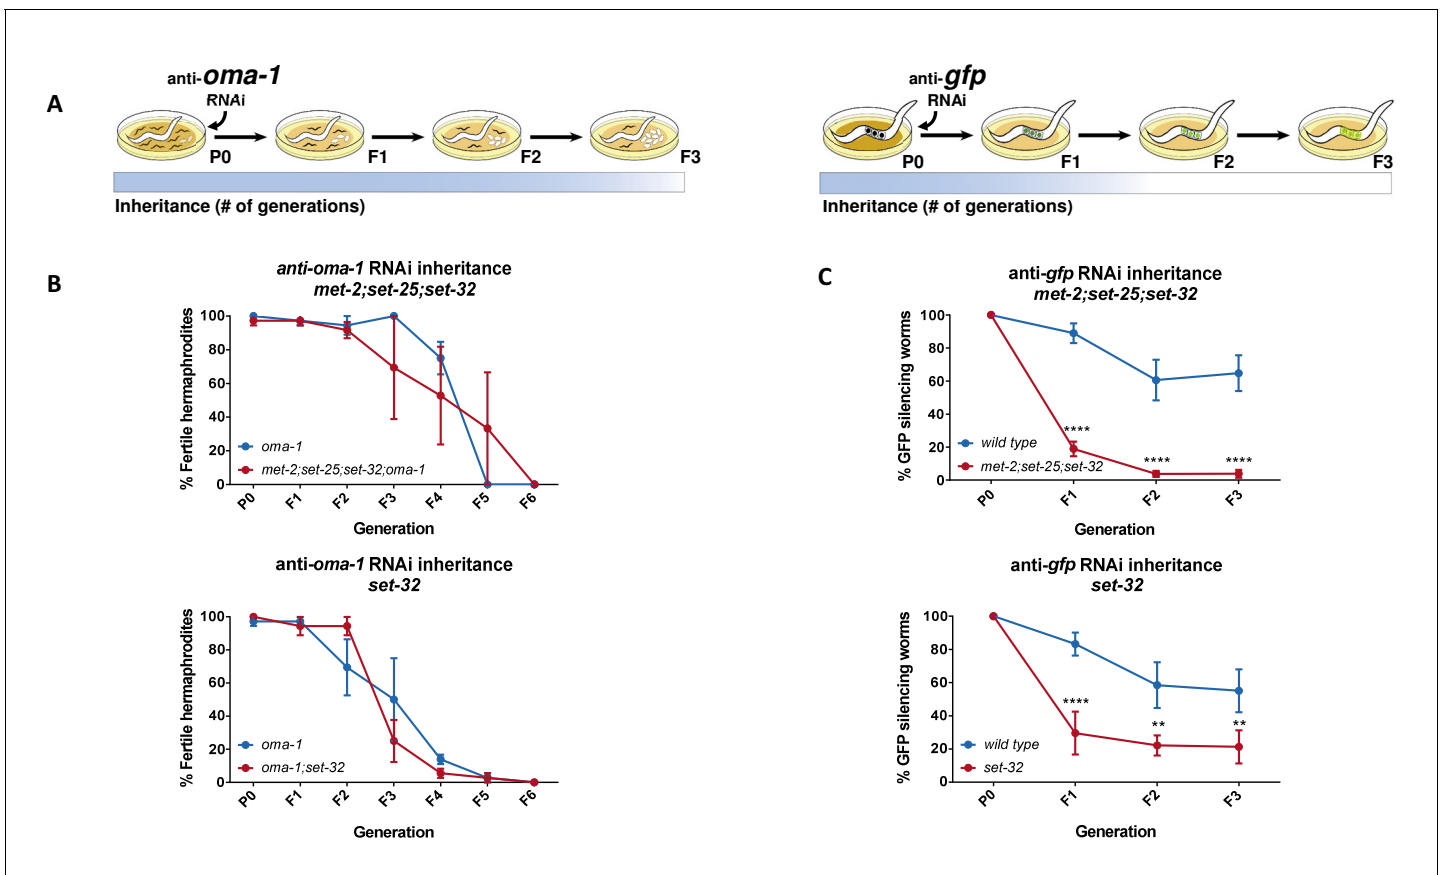 A
anti-oma-1
RNAi
P0
F1
F2
F3
Inheritance (# of generations)
anti-gfp
RNAi
P0
F1
F2
F3
Inheritance (# of generations)
B
anti-oma-1 RNAi inheritance
met-2;set-25;set-32
% Fertile hermaphrodites
100
80
60
40
20
0
oma-1
met-2;set-25;set-32;oma-1
P0
F1
F2
F3
F4
F5
F6
Generation
anti-oma-1 RNAi inheritance
set-32
% Fertile hermaphrodites
100
80
60
40
20
0
oma-1
oma-1;set-32
P0
F1
F2
F3
F4
F5
F6
Generation
C
anti-gfp RNAi inheritance
met-2;set-25;set-32
% GFP silencing worms
100
80
60
40
20
0
****
****
****
wild type
met-2;set-25;set-32
P0
F1
F2
F3
Generation
anti-gfp RNAi inheritance
set-32
% GFP silencing worms
100
80
60
40
20
0
****
**
**
wild type
set-32
P0
F1
F2
F3
Generation